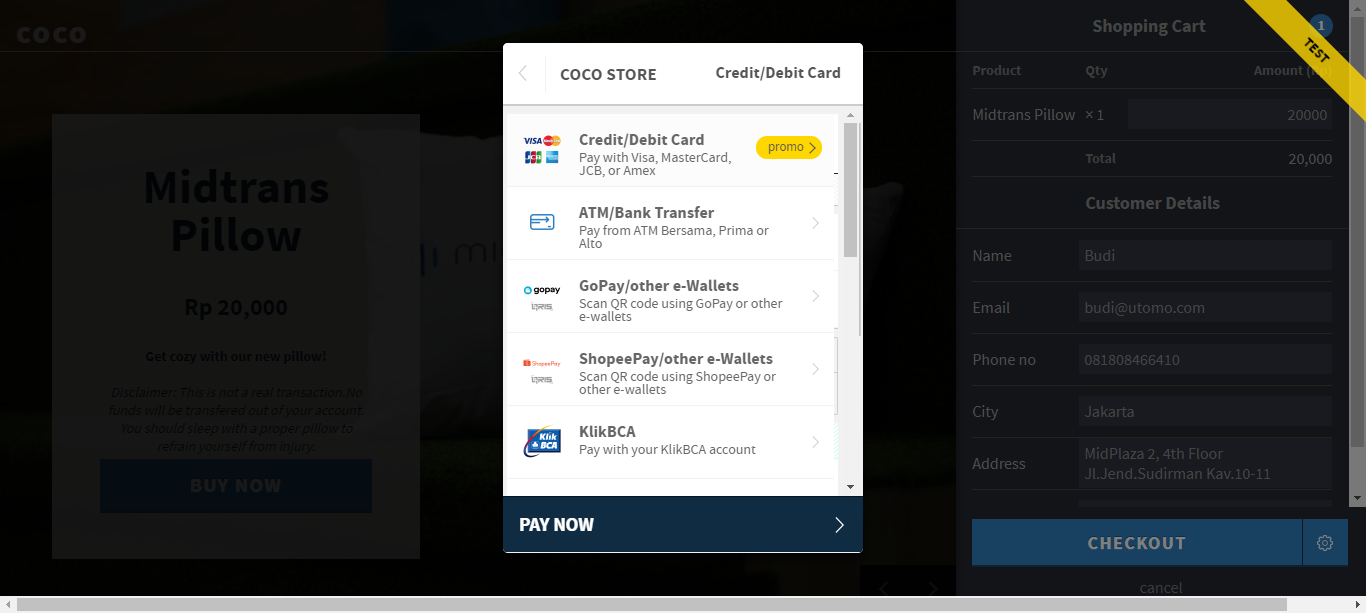 COCO
Midtrans
Pillow
Rp 20,000
Get cozy with our new pillow!
Disclaimer: This is not a real transaction.No
funds will be transfered out of your account.
You should sleep with a proper pillow to
refrain yourself from injury.
BUY NOW
COCO STORE
Credit/Debit Card
VISA
JCB
Credit/Debit Card
Pay with Visa, MasterCard,
JCB, or Amex
promo
ATM/Bank Transfer
Pay from ATM Bersama, Prima or
Alto
gopay
GoPay/other e-Wallets
Scan QR code using GoPay or other
e-wallets
ShopeePay
ShopeePay/other e-Wallets
Scan QR code using ShopeePay or
other e-wallets
Klik
BCA
KlikBCA
Pay with your KlikBCA account
PAY NOW
Shopping Cart
1
TEST
Product Qty Amount
Midtrans Pillow × 1 20000
Total 20,000
Customer Details
Name Budi
Email budi@utomo.com
Phone no 081808466410
City Jakarta
Address MidPlaza 2, 4th Floor
Jl.Jend.Sudirman Kav.10-11
CHECKOUT
cancel